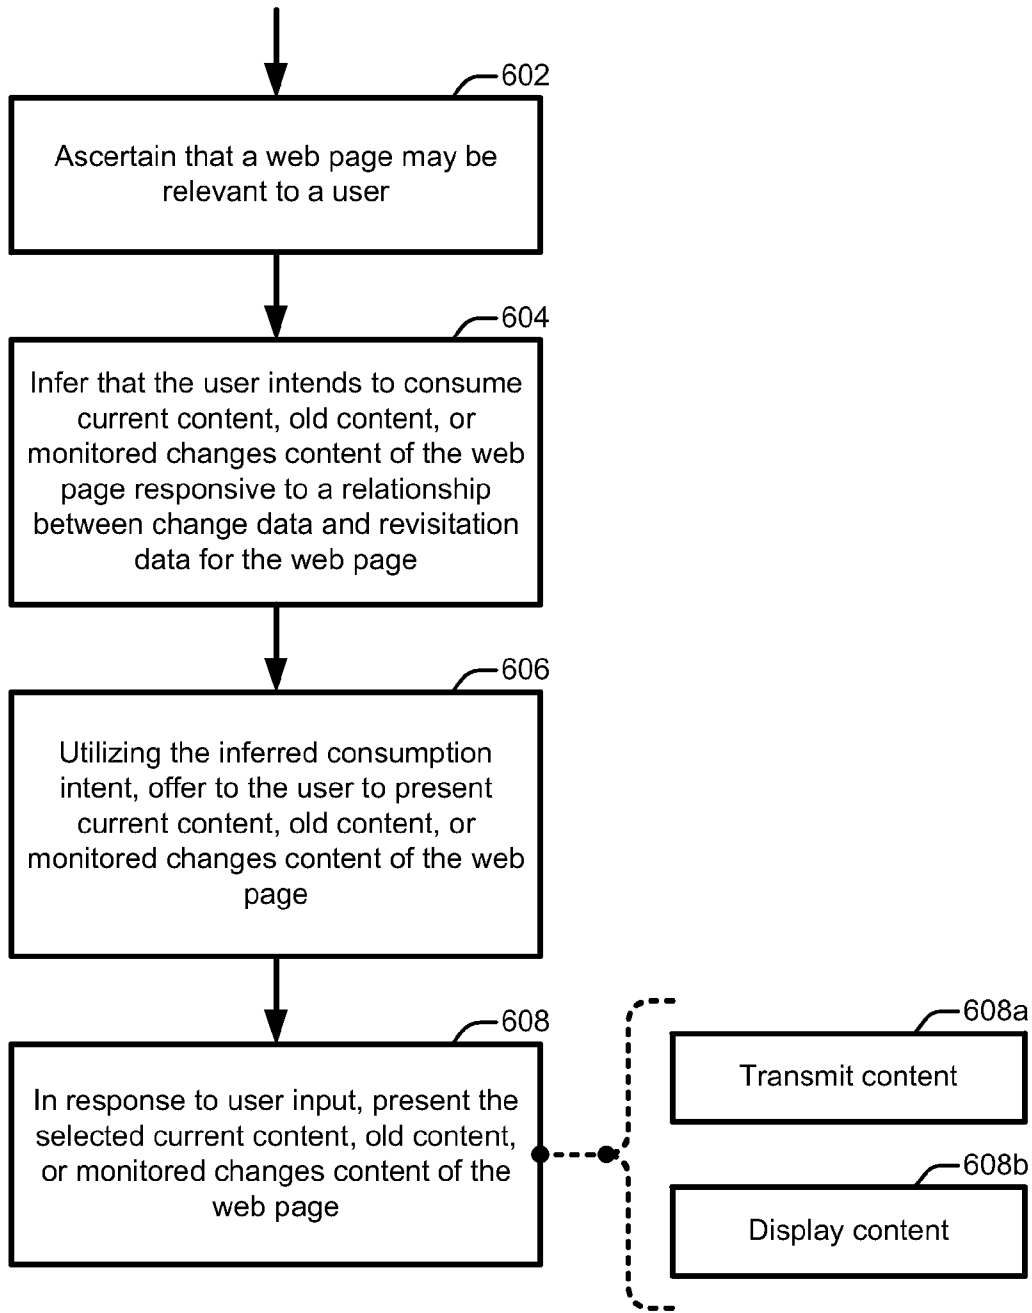 602
Ascertain that a web page may be
relevant to a user
604
Infer that the user intends to consume
current content, old content, or
monitored changes content of the web
page responsive to a relationship
between change data and revisitation
data for the web page
606
Utilizing the inferred consumption
intent, offer to the user to present
current content, old content, or
monitored changes content of the web
page
608
In response to user input, present the
selected current content, old content,
or monitored changes content of the
web page
608a
Transmit content
608b
Display content